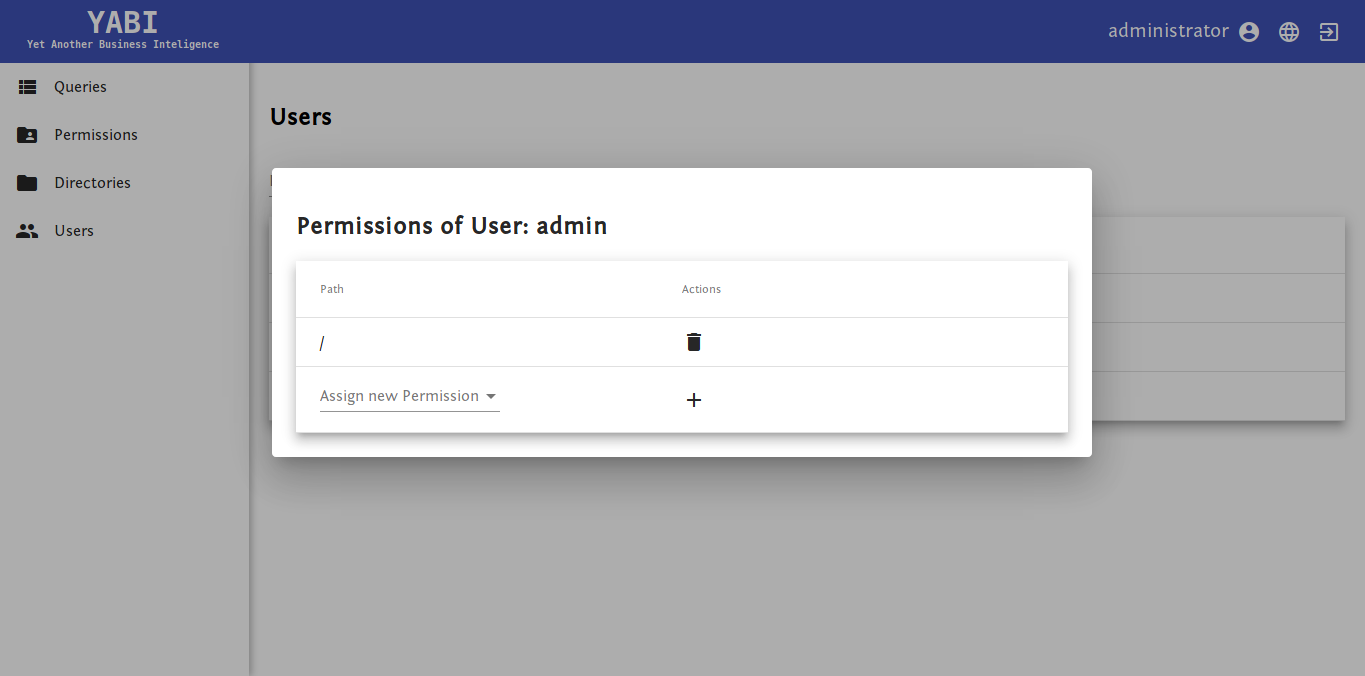 YABI
Yet Another Business Inteligence
administrator
Queries
Permissions
Directories
Users
Users
Permissions of User: admin
Path Actions
/
Assign new Permission